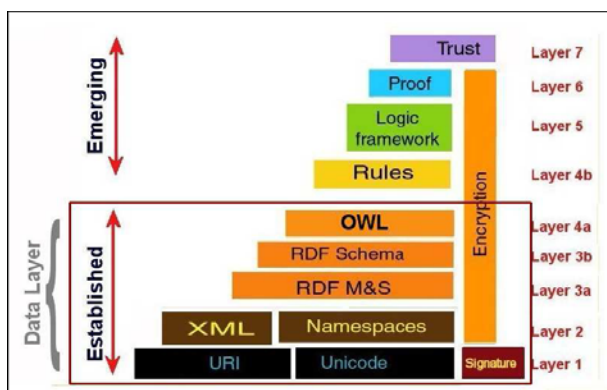 Trust
Layer 7
Proof
Layer 6
Logic
framework
Layer 5
Rules
Layer 4b
Emerging
Encryption
OWL
Layer 4a
RDF Schema
Layer 3b
RDF M&S
Layer 3a
XML
Namespaces
Layer 2
URI
Unicode
Signature
Layer 1
Established
Data Layer